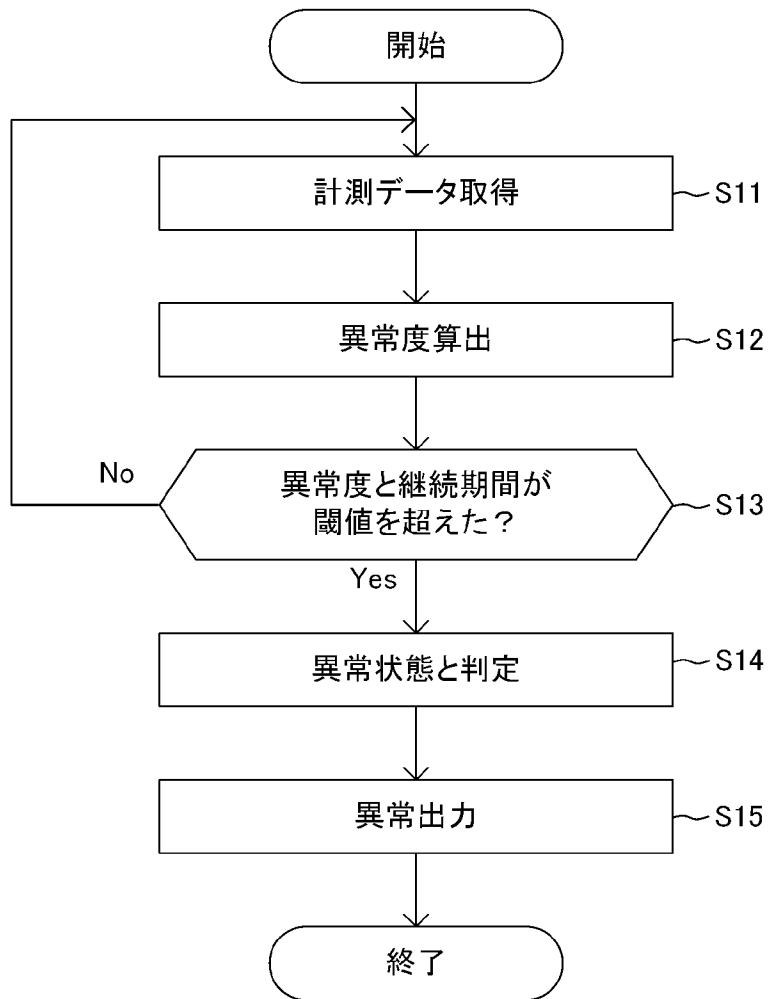 開始
計測データ取得
S11
異常度算出
S12
No
異常度と継続期間が
閾値を超えた？
S13
Yes
異常状態と判定
S14
異常出力
S15
終了